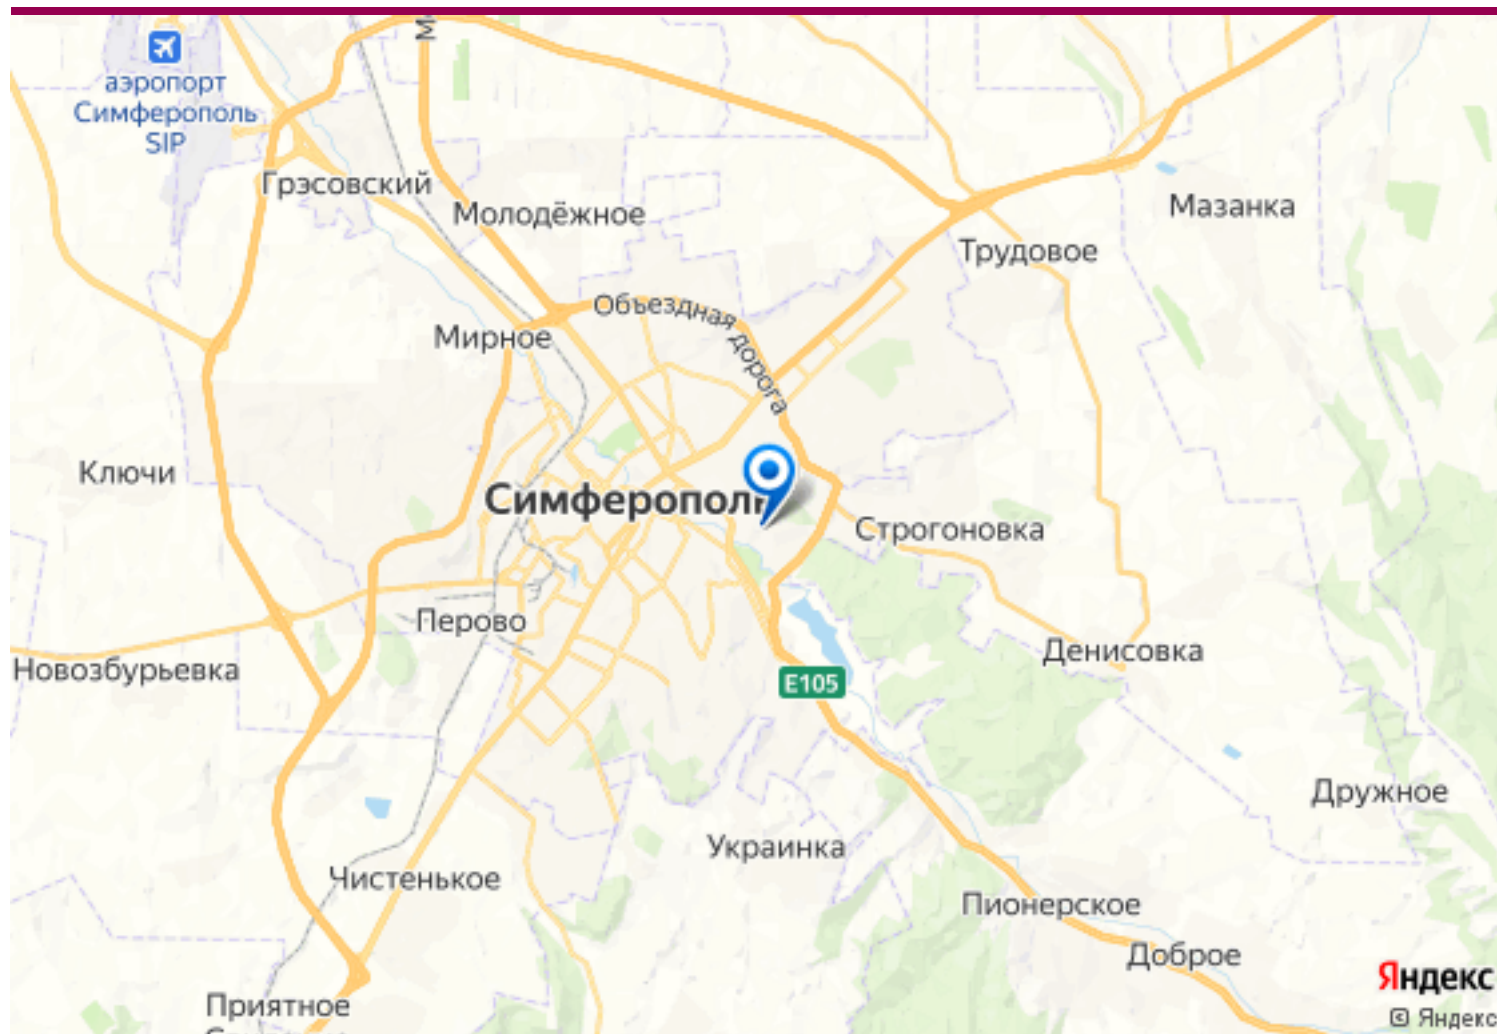 аэропорт
Симферополь
SIP
Грэсовский
Молодёжное
Мазанка
Трудовое
Объездная дорога
Мирное
Ключи
Симферополь
Строгоновка
Перово
Денисовка
Новозбурьевка
E105
Дружное
Украинка
Чистенькое
Пионерское
Доброе
Яндекс
Приятное
© Яндекс